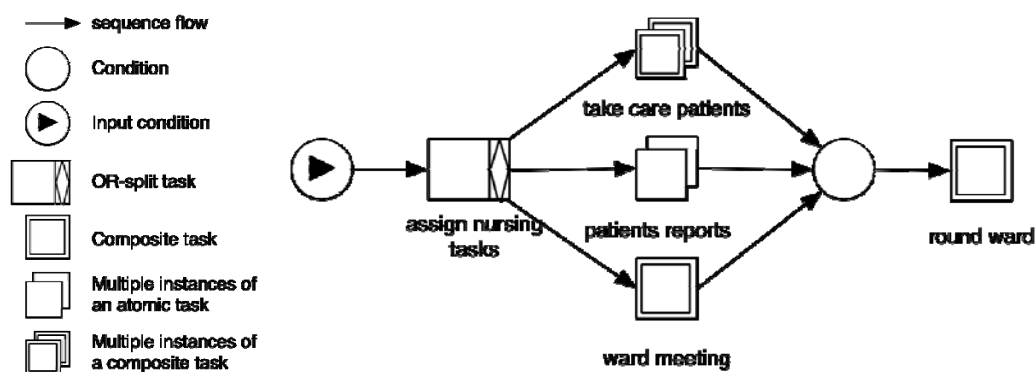 sequence flow
Condition
Input condition
OR-split task
Composite task
Multiple instances of
an atomic task
Multiple instances of
a composite task
take care patients
assign nursing
tasks
patients reports
round ward
ward meeting